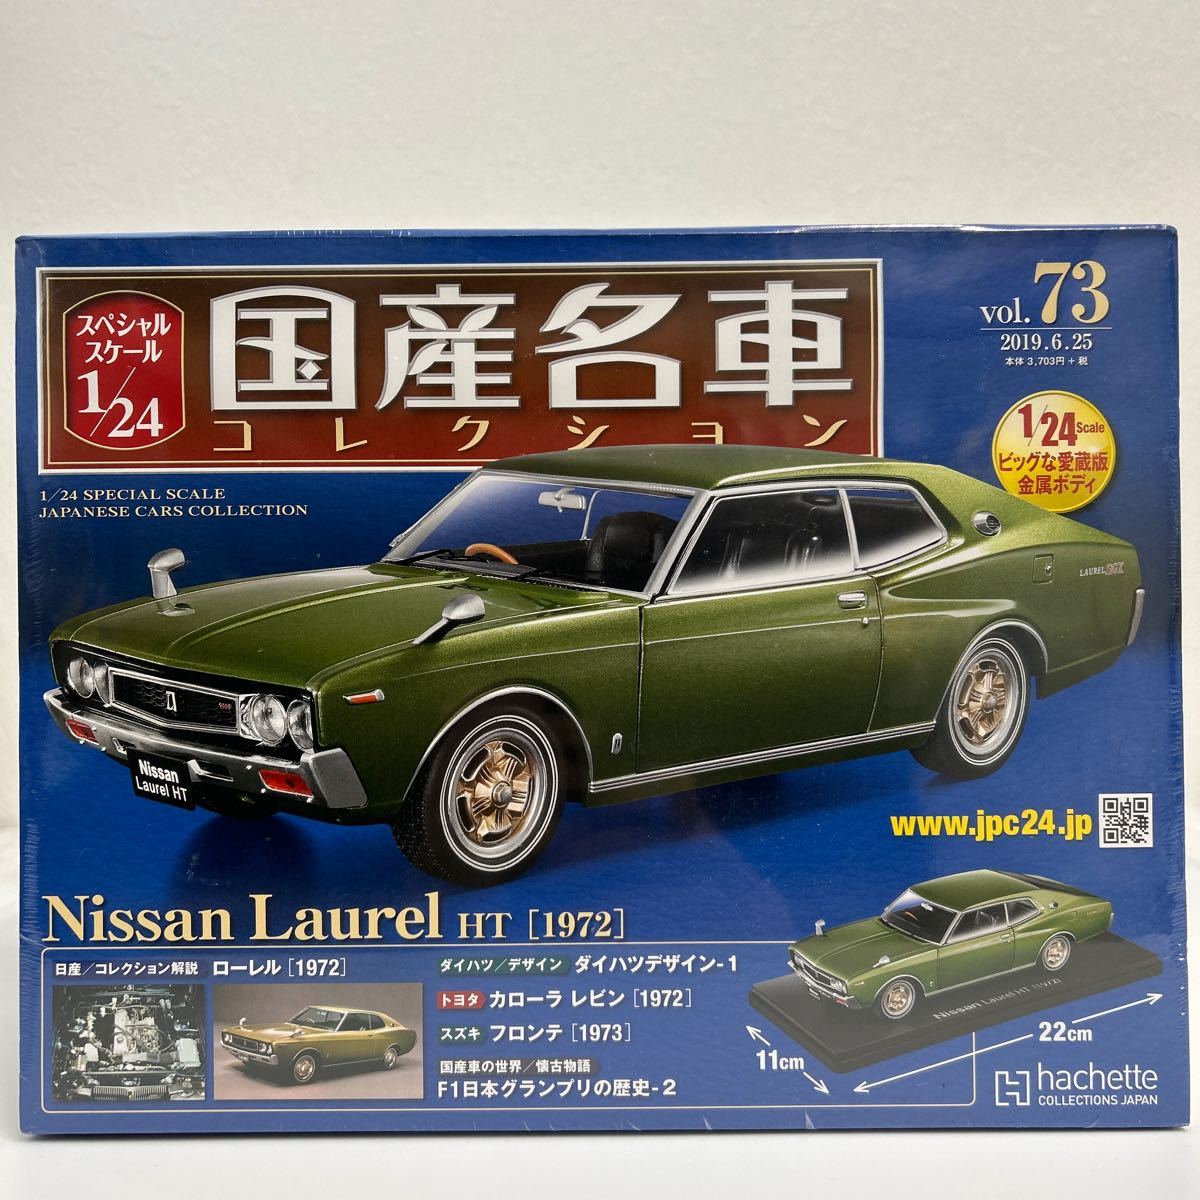 スペシャル
スケール
1/24
国産名車
コレクション
1/24 SPECIAL SCALE
JAPANESE CARS COLLECTION
vol.73
2019.6.25
本体 3,703円+税
1/24 Scale
ビッグな愛蔵版
金属ボディ
LAUREL SGX
Nissan
Laurel HT
www.jpc24.jp
Nissan Laurel HT [1972]
日産/コレクション解説 ローレル [1972]
ダイハツ/デザイン ダイハツデザイン-1
トヨタ カローラ レビン [1972]
スズキ フロンテ [1973]
国産車の世界/懐古物語
F1日本グランプリの歴史-2
Nissan Laurel HT (1972)
11cm
22cm
hachette
COLLECTIONS JAPAN